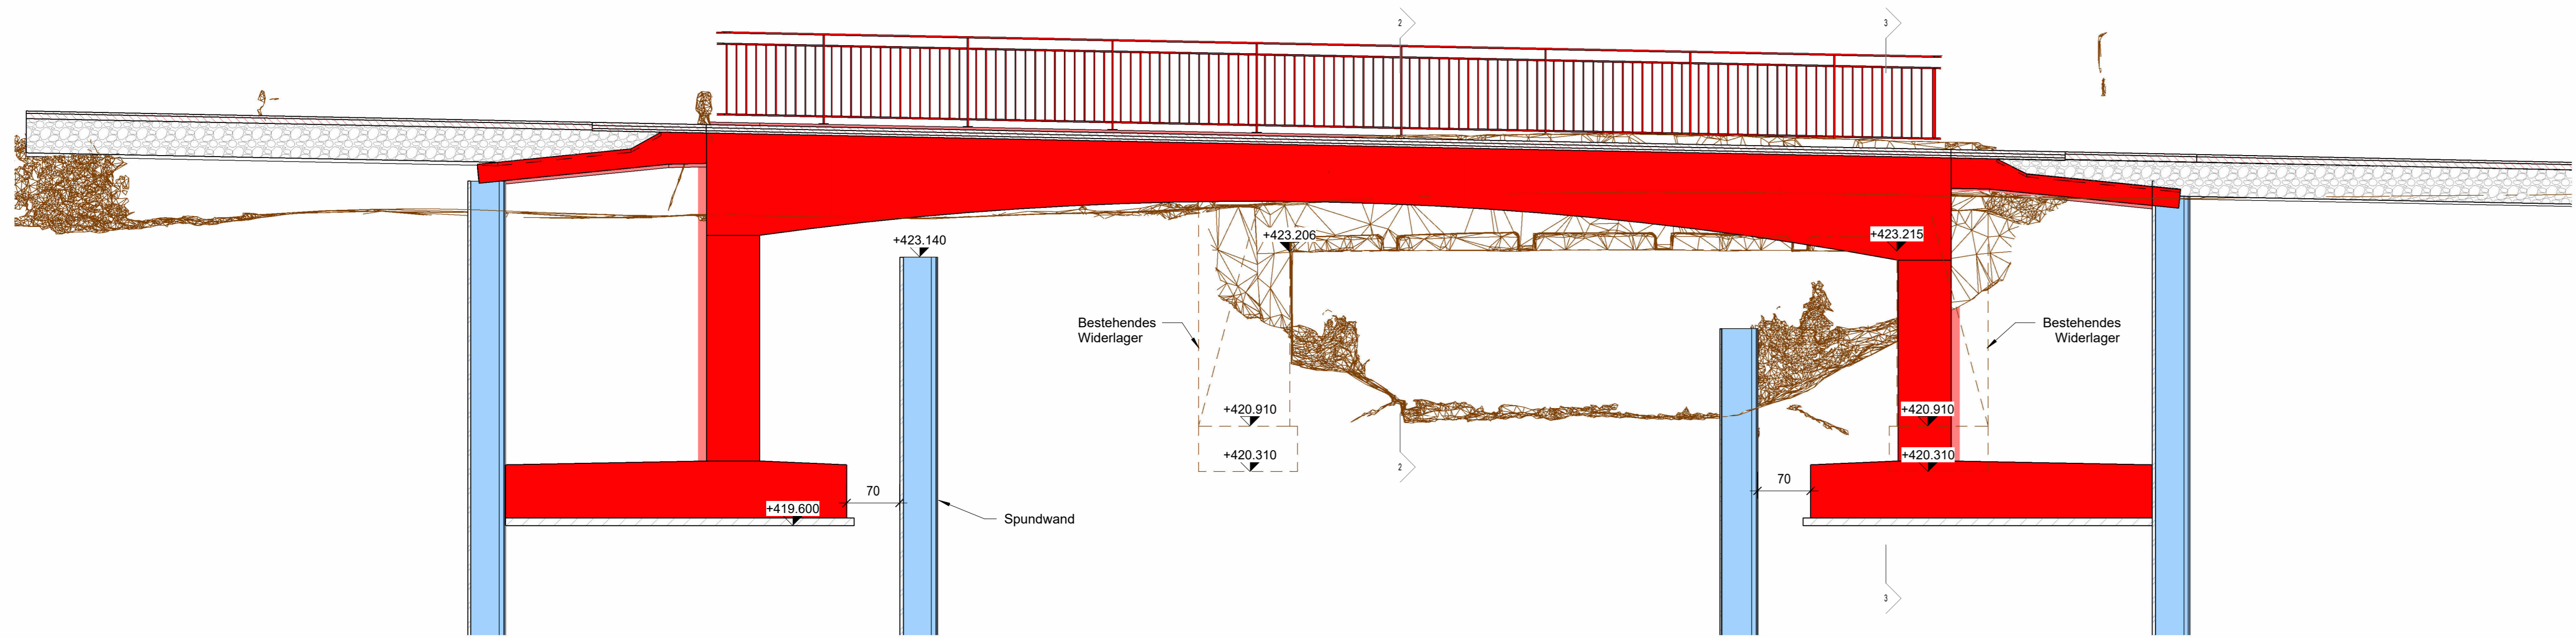 2
3
+423.140
+423.206
+423.215
Bestehendes
Widerlager
Bestehendes
Widerlager
+420.910
+420.910
+420.310
+420.310
2
70
70
+419.600
Spundwand
3